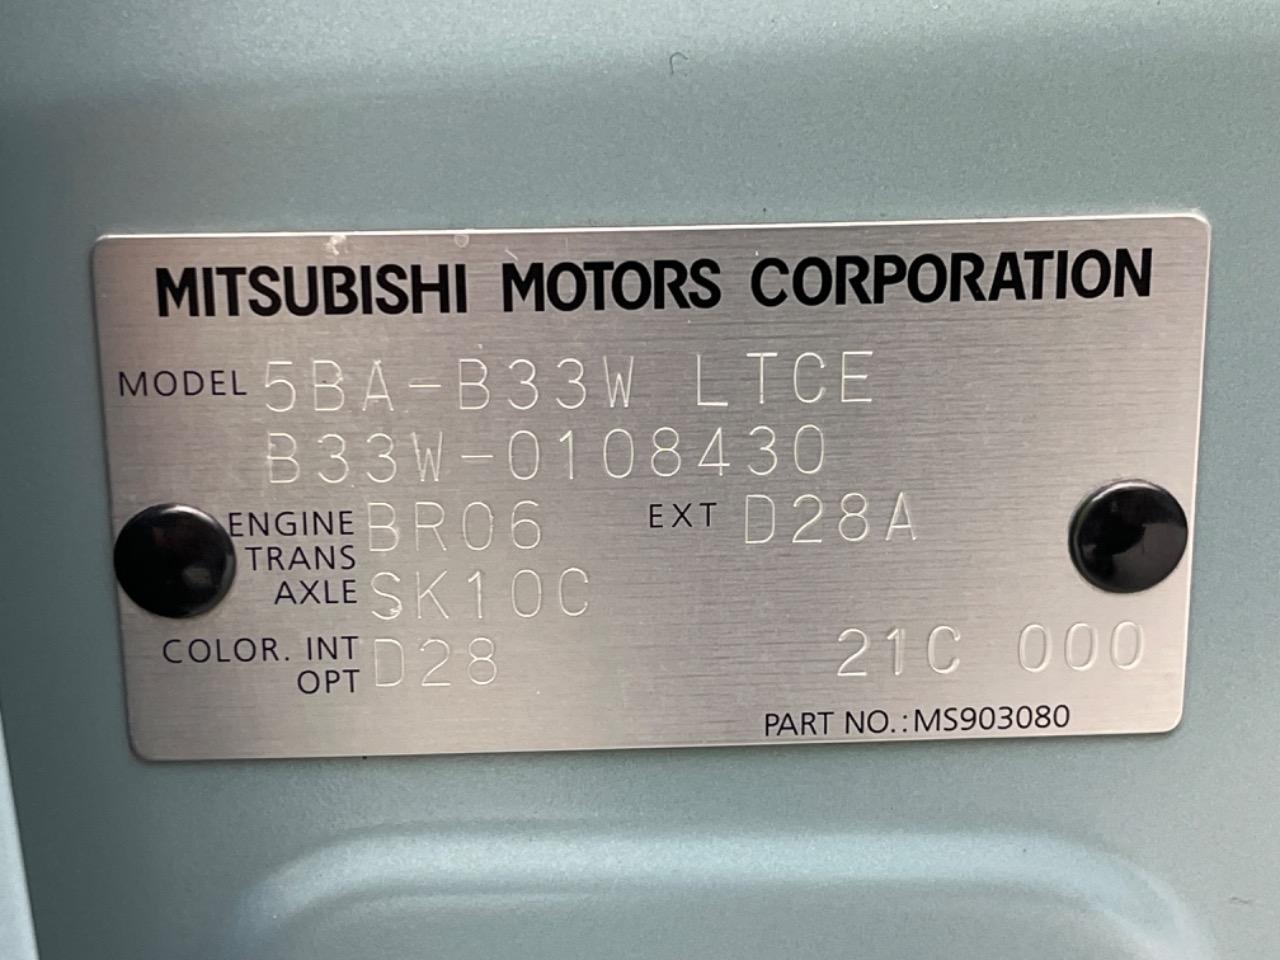 MITSUBISHI MOTORS CORPORATION
MODEL 5BA-B33W LTCE
B33W-0108430
ENGINE BR06 EXT D28A
TRANS
AXLE SK10C
COLOR. INT D28 21C 000
OPT
PART NO.:MS903080